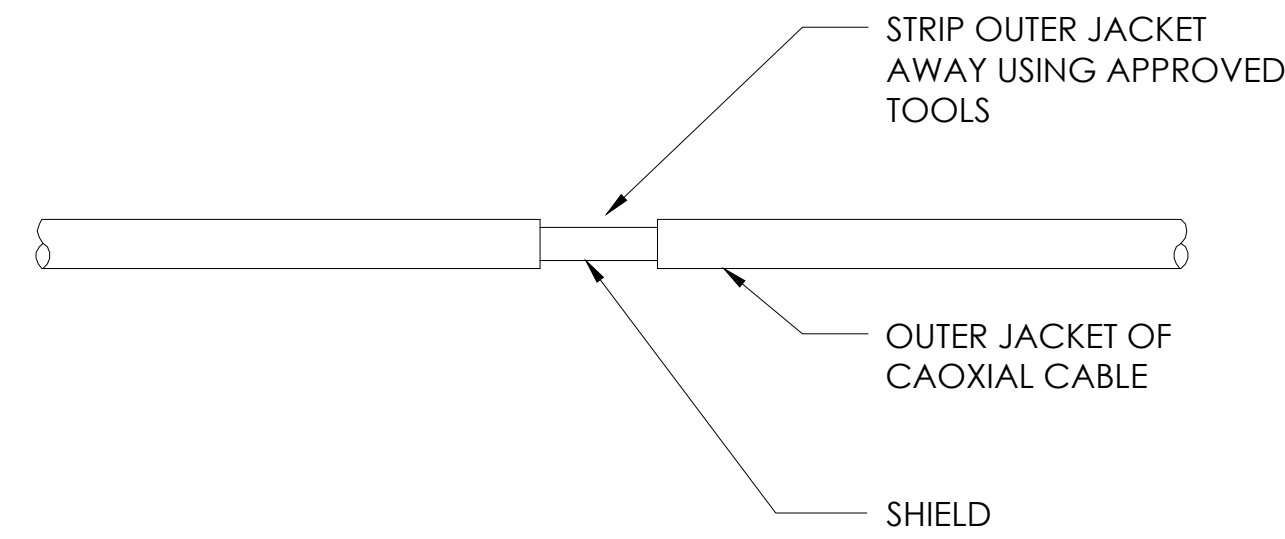 STRIP OUTER JACKET
AWAY USING APPROVED
TOOLS
OUTER JACKET OF
CAOXIAL CABLE
SHIELD